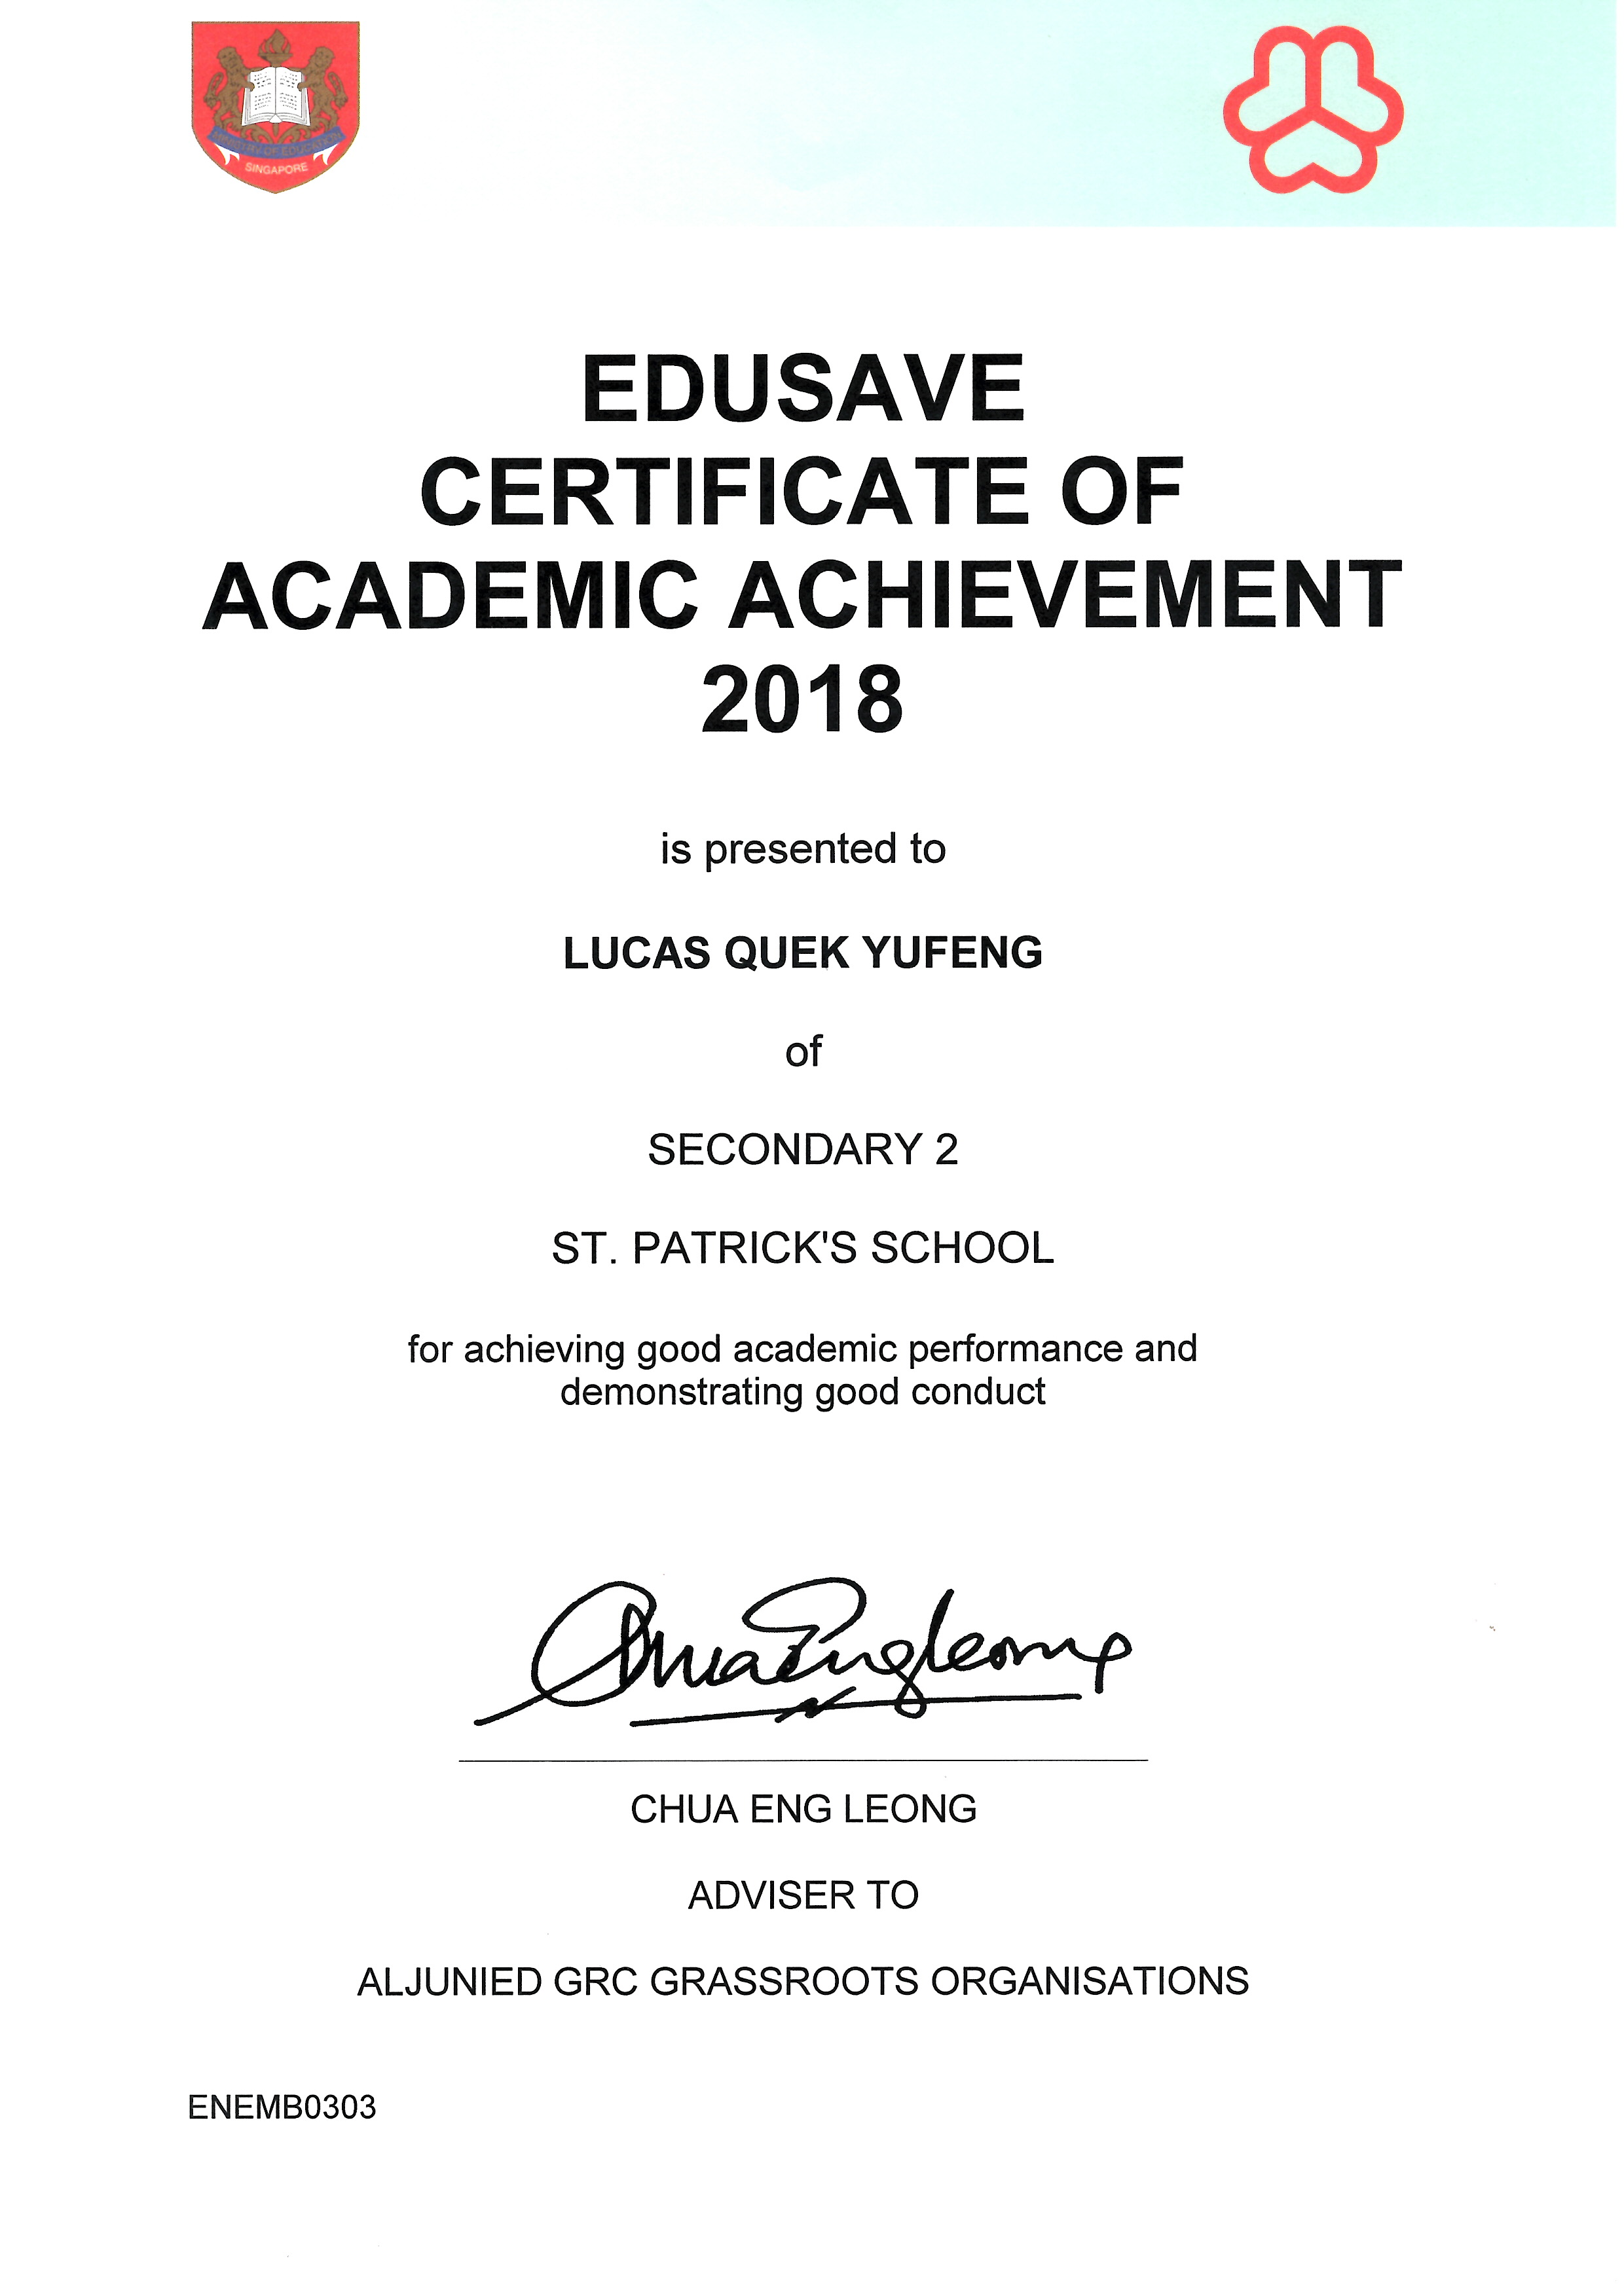 MINISTRY OF EDUCATION
SINGAPORE
EDUSAVE
CERTIFICATE OF
ACADEMIC ACHIEVEMENT
2018
is presented to
LUCAS QUEK YUFENG
of
SECONDARY 2
ST. PATRICK'S SCHOOL
for achieving good academic performance and
demonstrating good conduct
Chua Eng Leong
CHUA ENG LEONG
ADVISER TO
ALJUNIED GRC GRASSROOTS ORGANISATIONS
ENEMB0303